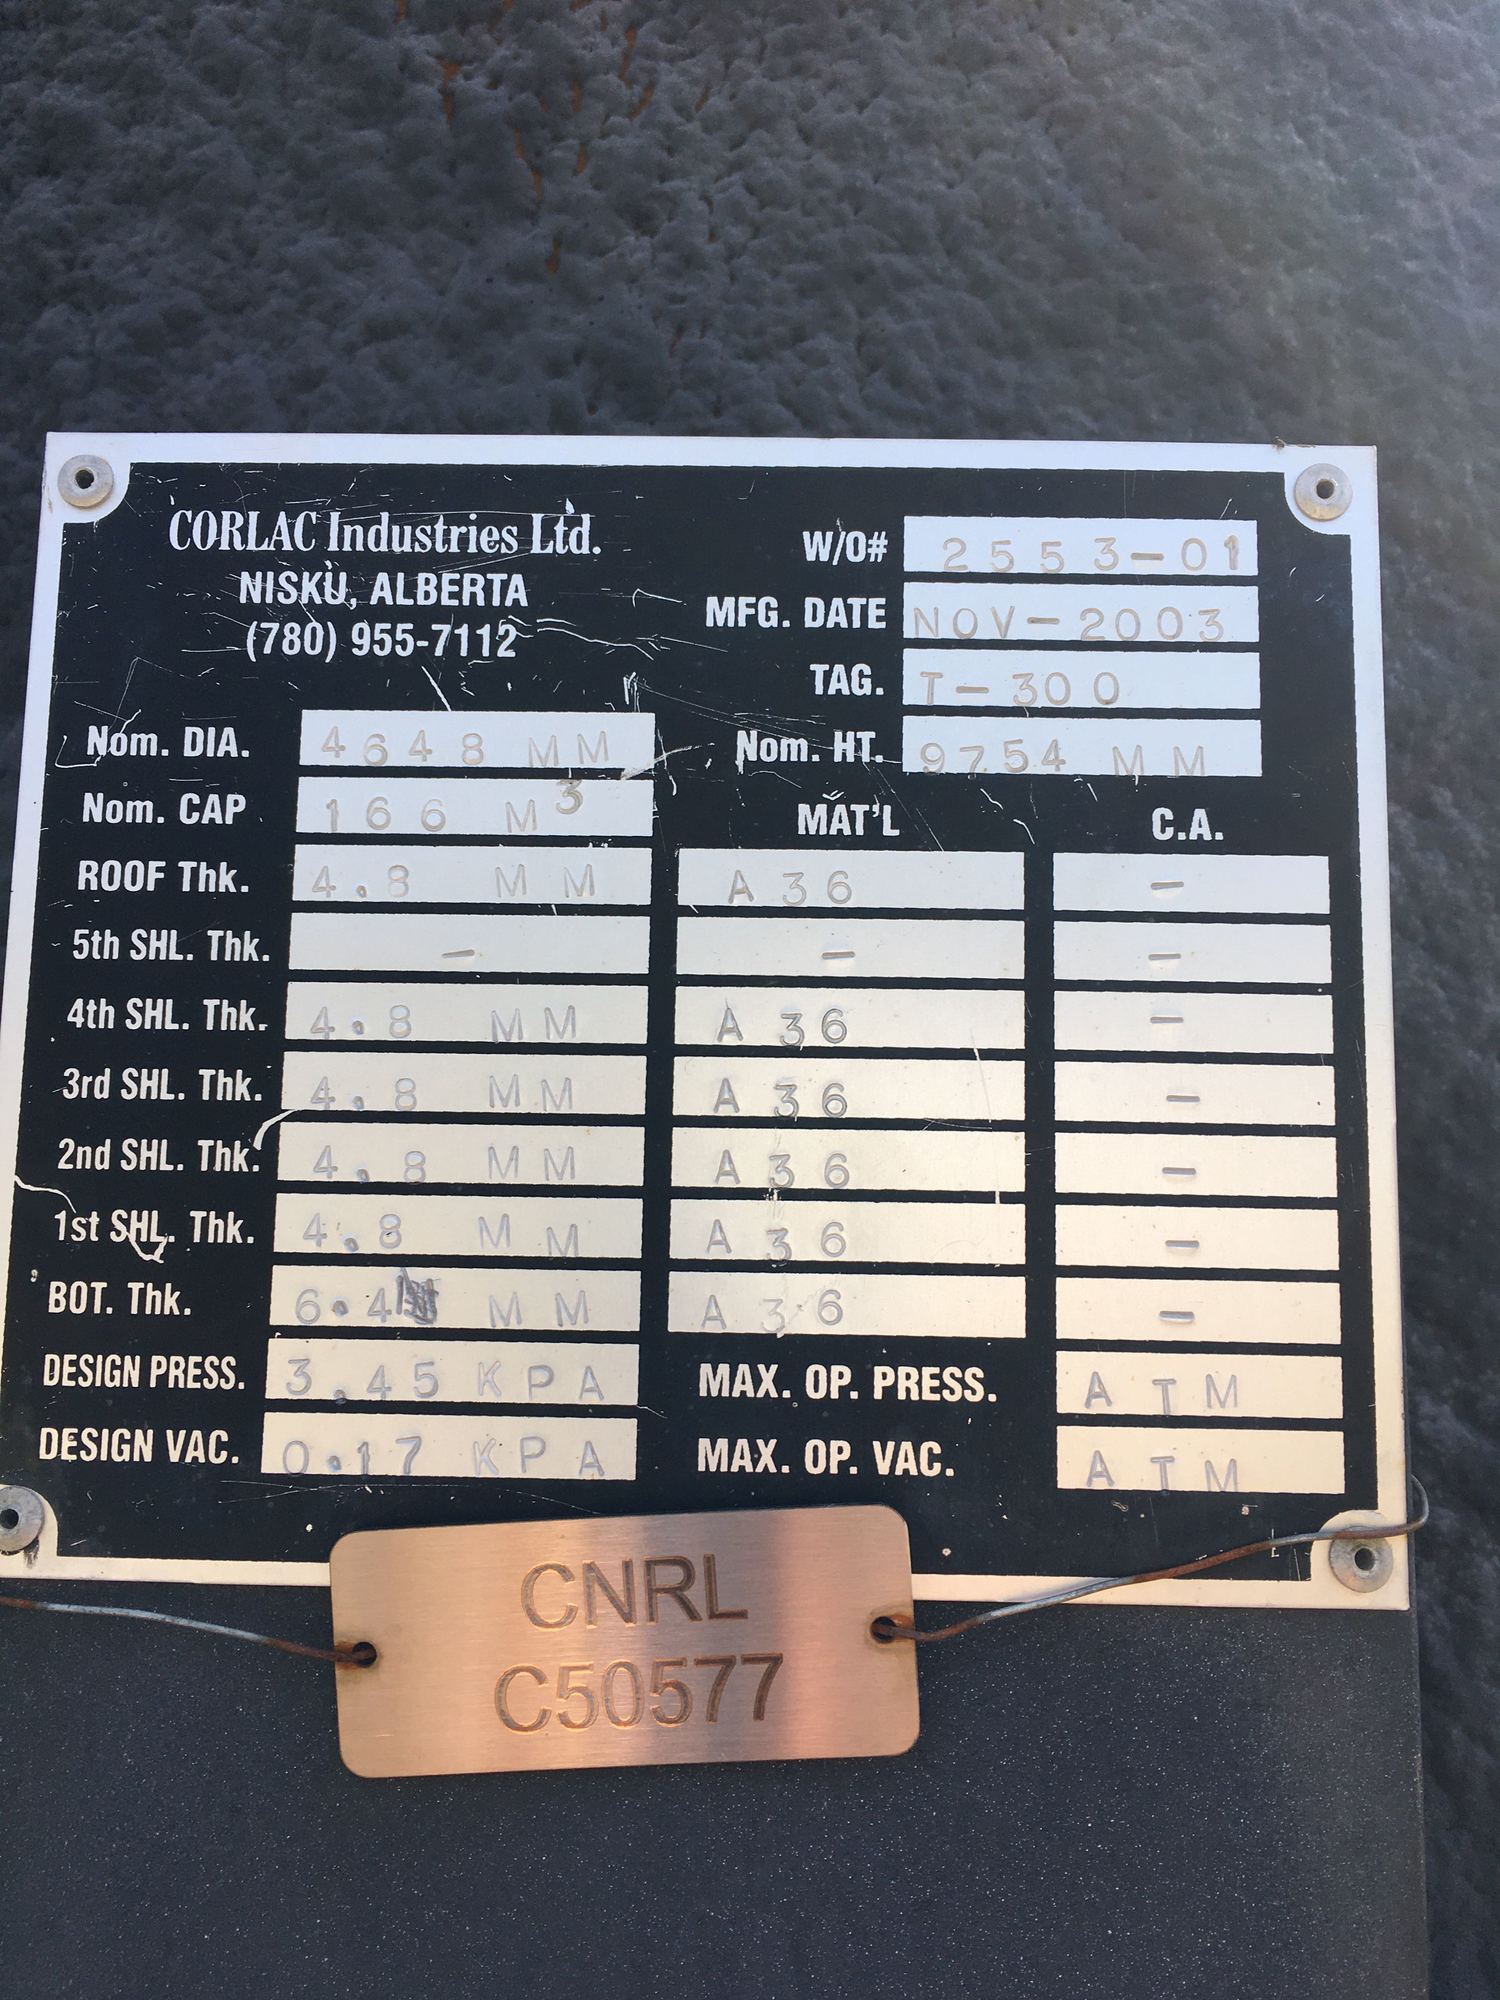 CORLAC Industries Ltd.
NISKU, ALBERTA
(780) 955-7112
W/O# 2553-01
MFG. DATE NOV-2003
TAG. T-300
Nom. DIA. 4648 MM Nom. HT. 9754 MM
Nom. CAP 166 M³ MAT'L C.A.
ROOF Thk. 4.8 MM A36 -
5th SHL. Thk. - - -
4th SHL. Thk. 4.8 MM A36 -
3rd SHL. Thk. 4.8 MM A36 -
2nd SHL. Thk. 4.8 MM A36 -
1st SHL. Thk. 4.8 MM A36 -
BOT. Thk. 6.4 MM A36 -
DESIGN PRESS. 3.45 KPA MAX. OP. PRESS. ATM
DESIGN VAC. 0.17 KPA MAX. OP. VAC. ATM
CNRL
C50577